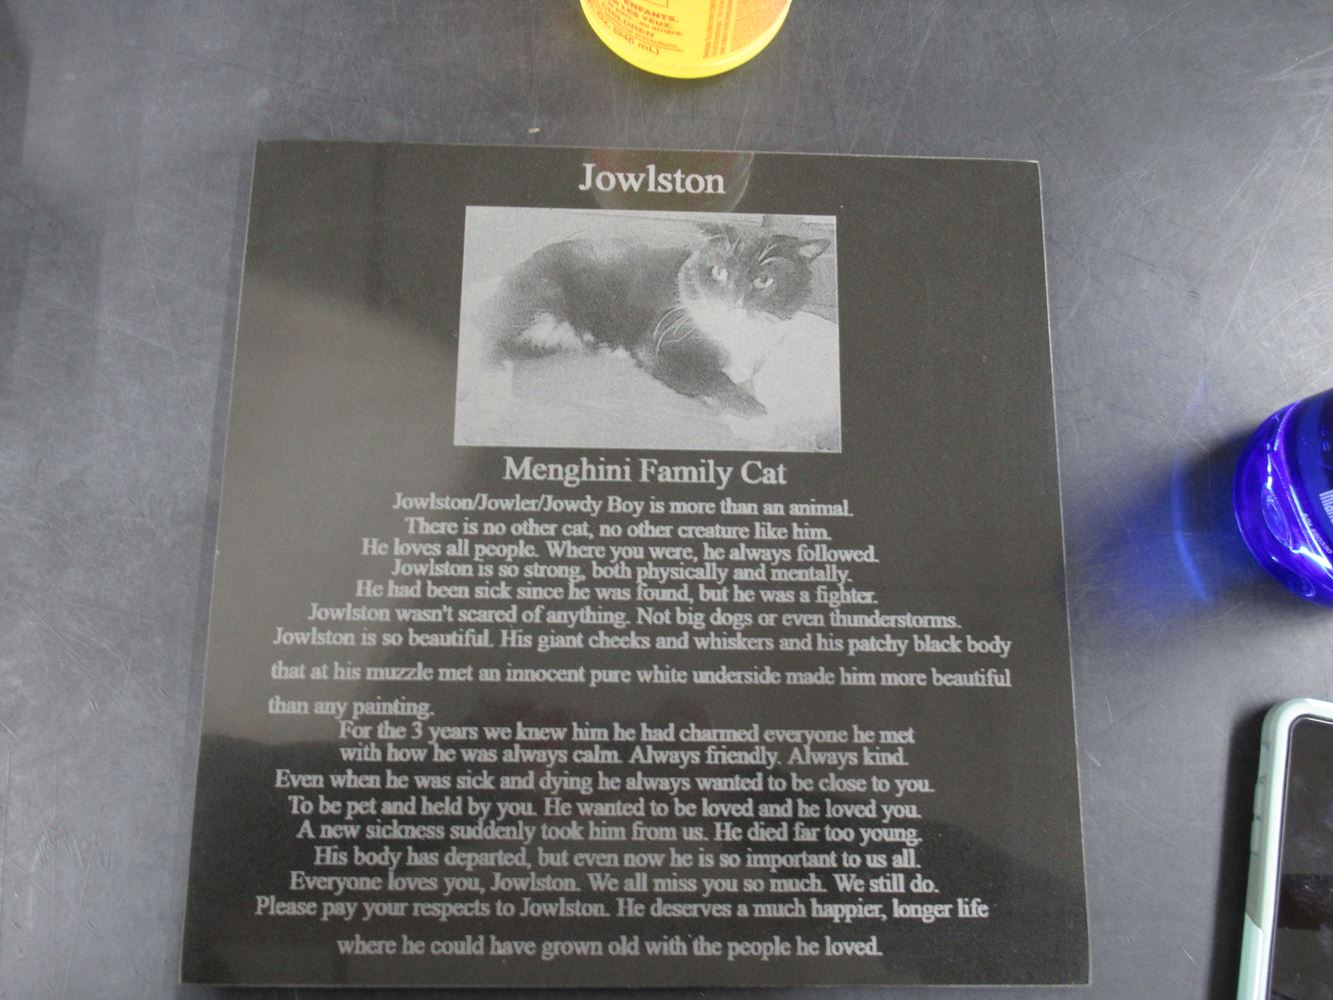 ENFANTS.
LES YEUX.
(946 mL)
Jowlston
Menghini Family Cat
Jowlston/Jowler/Jowdy Boy is more than an animal.
There is no other cat, no other creature like him.
He loves all people. Where you were, he always followed.
Jowlston is so strong, both physically and mentally.
He had been sick since he was found, but he was a fighter.
Jowlston wasn't scared of anything. Not big dogs or even thunderstorms.
Jowlston is so beautiful. His giant cheeks and whiskers and his patchy black body
that at his muzzle met an innocent pure white underside made him more beautiful
than any painting.
For the 3 years we knew him he had charmed everyone he met
with how he was always calm. Always friendly. Always kind.
Even when he was sick and dying he always wanted to be close to you.
To be pet and held by you. He wanted to be loved and he loved you.
A new sickness suddenly took him from us. He died far too young.
His body has departed, but even now he is so important to us all.
Everyone loves you, Jowlston. We all miss you so much. We still do.
Please pay your respects to Jowlston. He deserves a much happier, longer life
where he could have grown old with the people he loved.